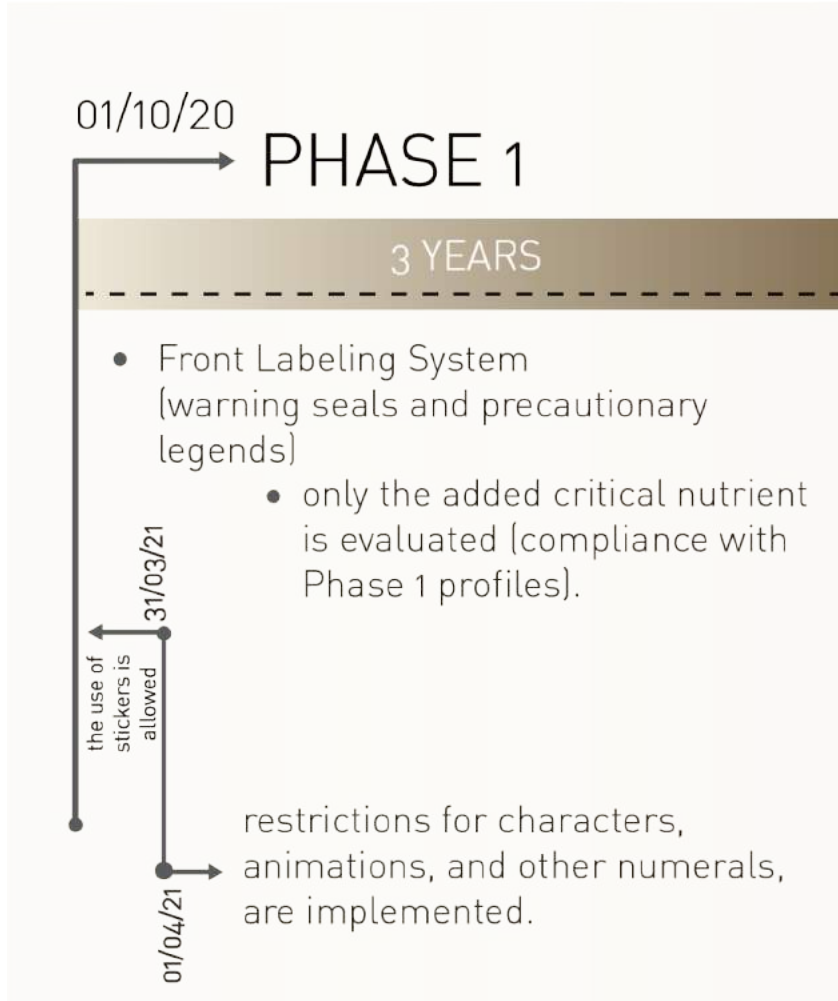 01/10/20
PHASE 1
3 YEARS
• Front Labeling System
(warning seals and precautionary
legends)
• only the added critical nutrient
is evaluated (compliance with
Phase 1 profiles).
31/03/21
the use of
stickers is
allowed
restrictions for characters,
animations, and other numerals,
are implemented.
01/04/21